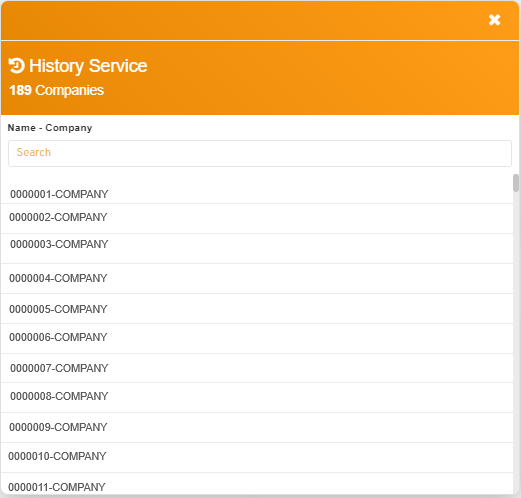 History Service
189 Companies
Name - Company
Search
0000001-COMPANY
0000002-COMPANY
0000003-COMPANY
0000004-COMPANY
0000005-COMPANY
0000006-COMPANY
0000007-COMPANY
0000008-COMPANY
0000009-COMPANY
0000010-COMPANY
0000011-COMPANY